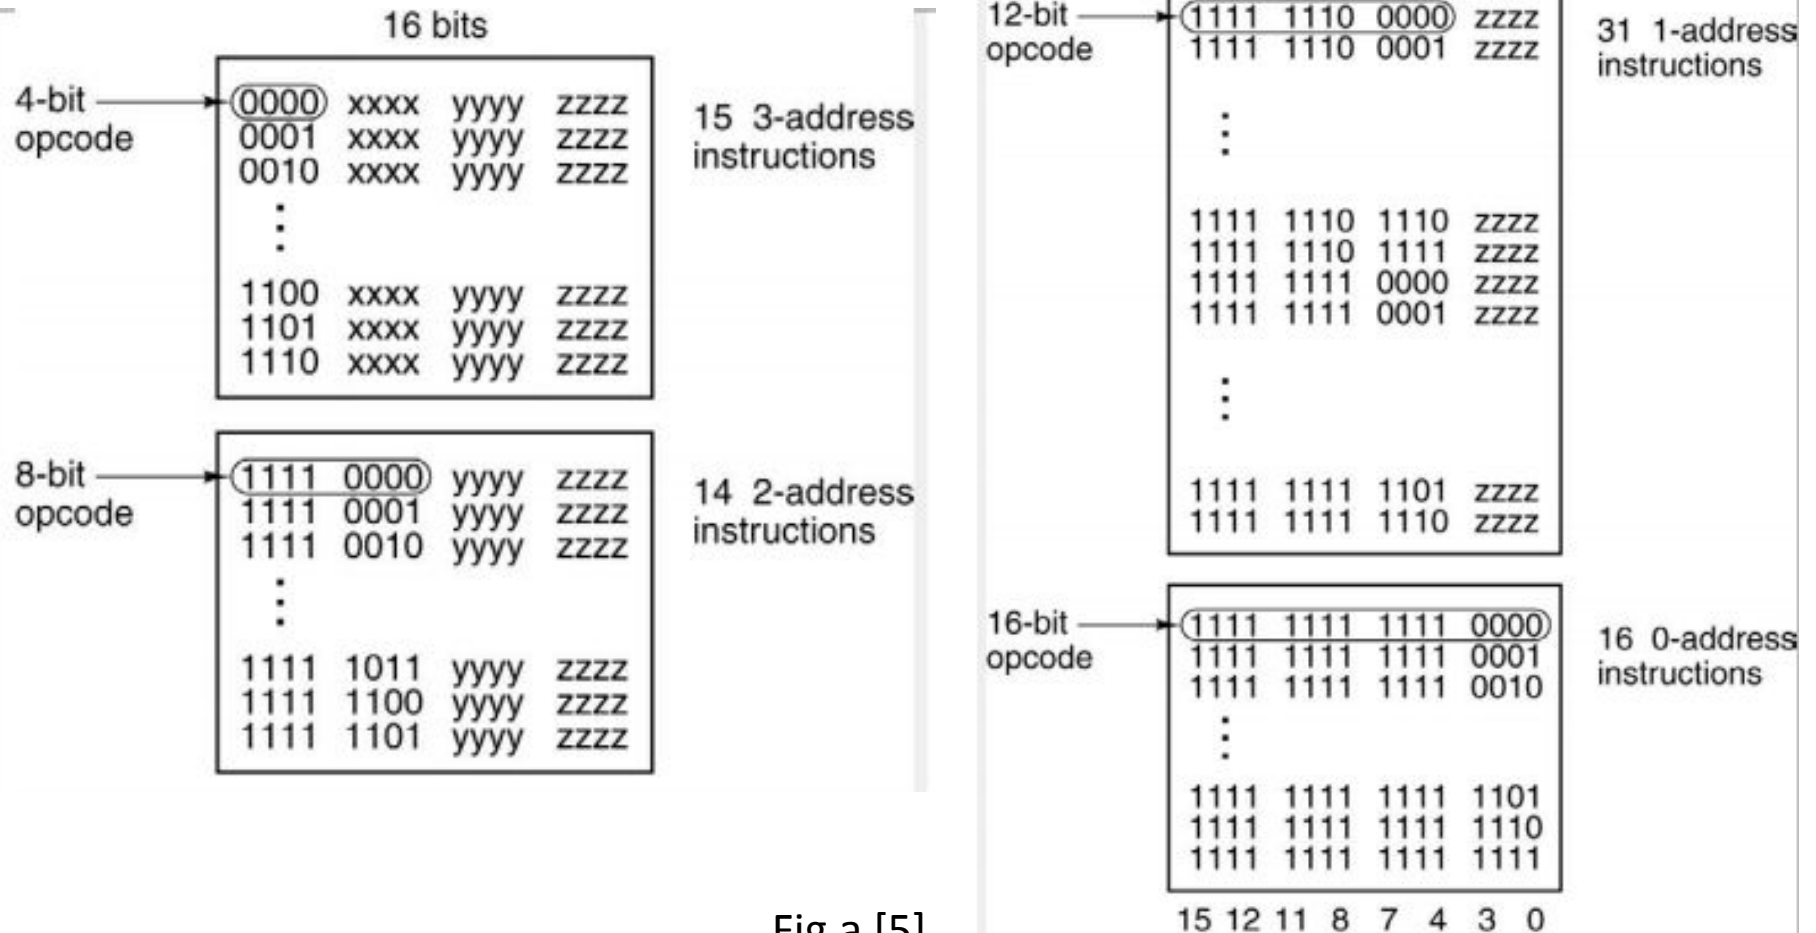 16 bits
4-bit
opcode
0000 xxxx yyyy zzzz
0001 xxxx yyyy zzzz
0010 xxxx yyyy zzzz
1100 xxxx yyyy zzzz
1101 xxxx yyyy zzzz
1110 xxxx yyyy zzzz
15 3-address
instructions
8-bit
opcode
1111 0000 yyyy zzzz
1111 0001 yyyy zzzz
1111 0010 yyyy zzzz
1111 1011 yyyy zzzz
1111 1100 yyyy zzzz
1111 1101 yyyy zzzz
14 2-address
instructions
Fig a [5]
12-bit
opcode
1111 1110 0000 zzzz
1111 1110 0001 zzzz
1111 1110 1110 zzzz
1111 1110 1111 zzzz
1111 1111 0000 zzzz
1111 1111 0001 zzzz
1111 1111 1101 zzzz
1111 1111 1110 zzzz
31 1-address
instructions
16-bit
opcode
1111 1111 1111 0000
1111 1111 1111 0001
1111 1111 1111 0010
1111 1111 1111 1101
1111 1111 1111 1110
1111 1111 1111 1111
16 0-address
instructions
15 12 11 8 7 4 3 0